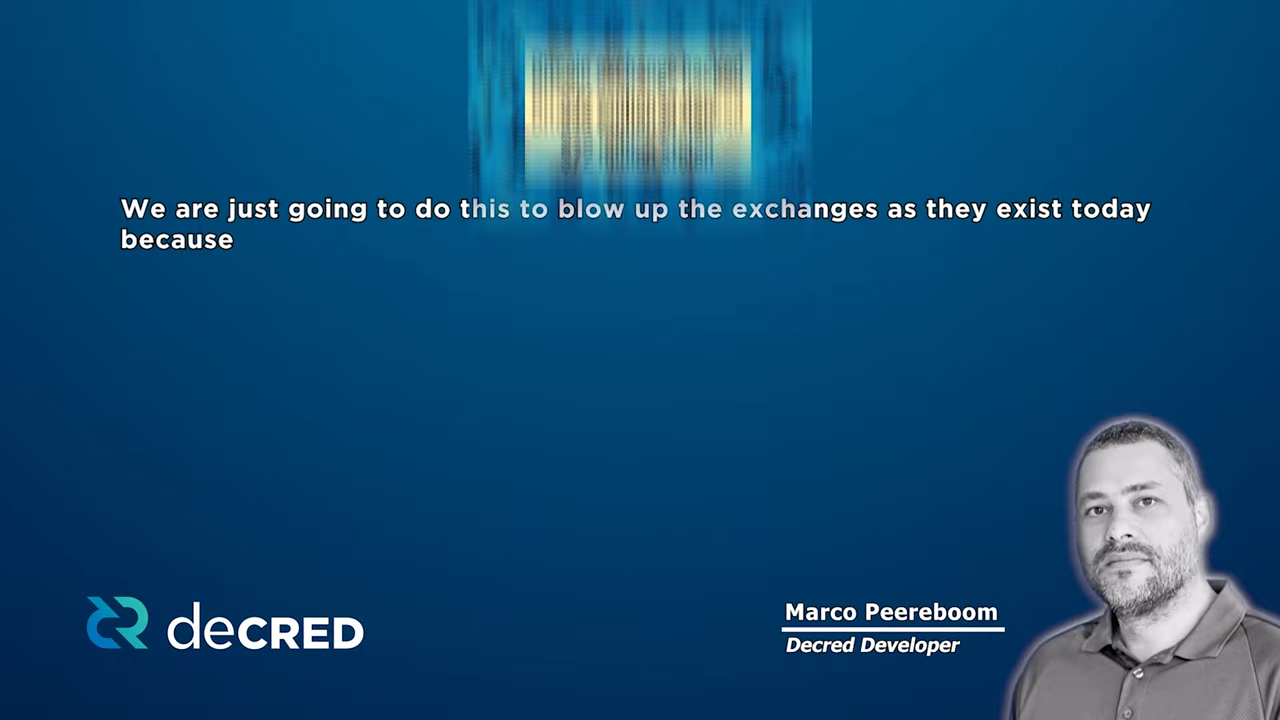 We are just going to do this to blow up the exchanges as they exist today
because
decred
Marco Peereboom
Decred Developer